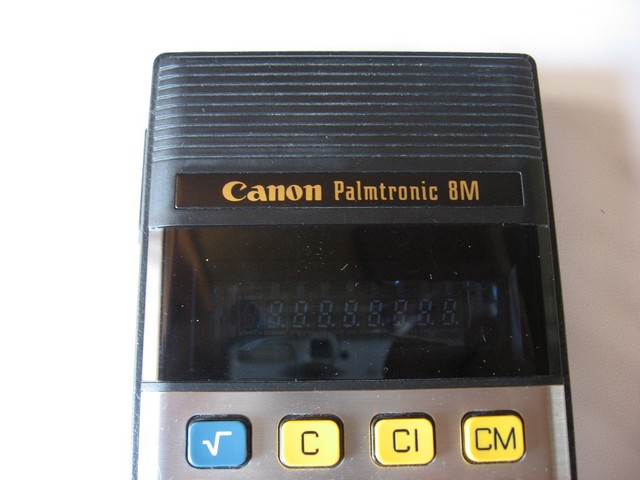 Canon Palmtronic 8M
√ C CI CM